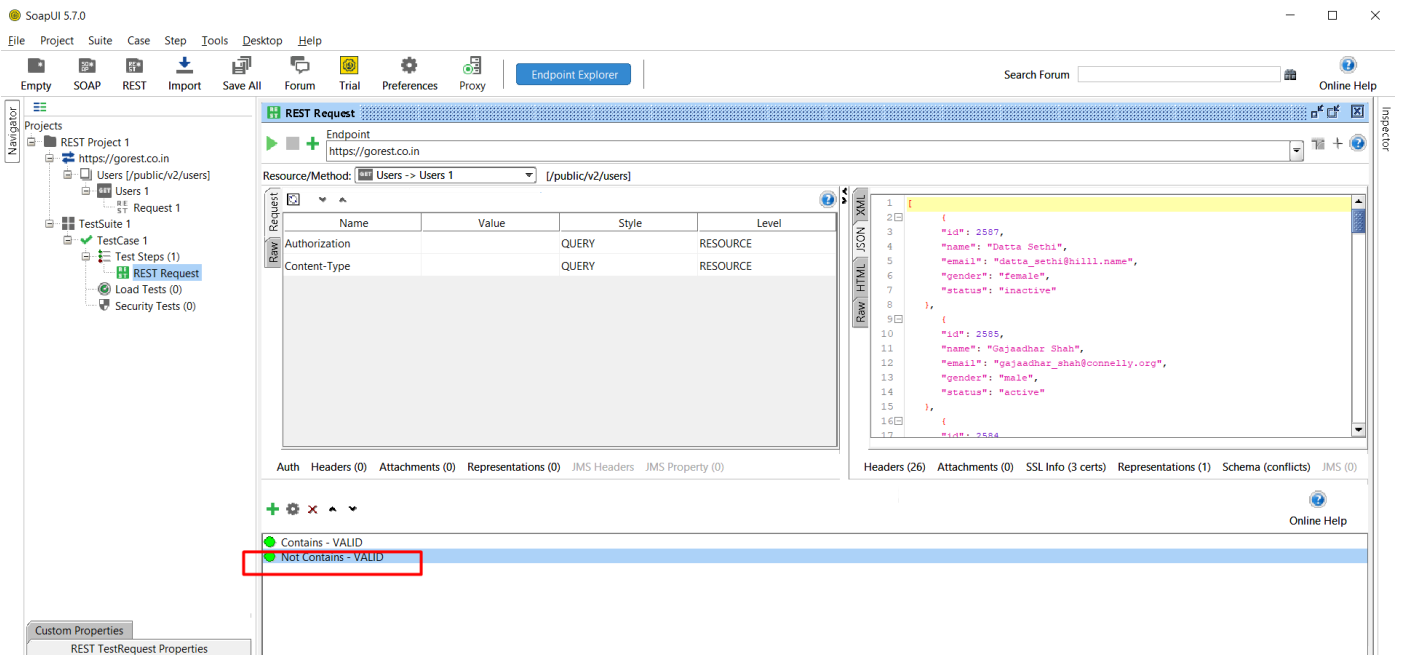 SoapUI 5.7.0
File Project Suite Case Step Tools Desktop Help
Empty SOAP REST Import Save All Forum Trial Preferences Proxy Endpoint Explorer Search Forum Online Help
Navigator
Projects
REST Project 1
https://gorest.co.in
Users [/public/v2/users]
GET Users 1
REST Request 1
TestSuite 1
TestCase 1
Test Steps (1)
REST Request
Load Tests (0)
Security Tests (0)
Custom Properties
REST TestRequest Properties
REST Request
Endpoint
https://gorest.co.in
Resource/Method: GET Users -> Users 1 [/public/v2/users]
Request
Raw
Name Value Style Level
Authorization QUERY RESOURCE
Content-Type QUERY RESOURCE
Auth Headers (0) Attachments (0) Representations (0) JMS Headers JMS Property (0)
XML
JSON
HTML
Raw
1 [
2 {
3 "id": 2587,
4 "name": "Datta Sethi",
5 "email": "datta_sethi@hilll.name",
6 "gender": "female",
7 "status": "inactive"
8 },
9 {
10 "id": 2585,
11 "name": "Gajaadhar Shah",
12 "email": "gajaadhar_shah@connelly.org",
13 "gender": "male",
14 "status": "active"
15 },
16 {
17 "id": 2584
Headers (26) Attachments (0) SSL Info (3 certs) Representations (1) Schema (conflicts) JMS (0)
Online Help
Contains - VALID
Not Contains - VALID
Inspector